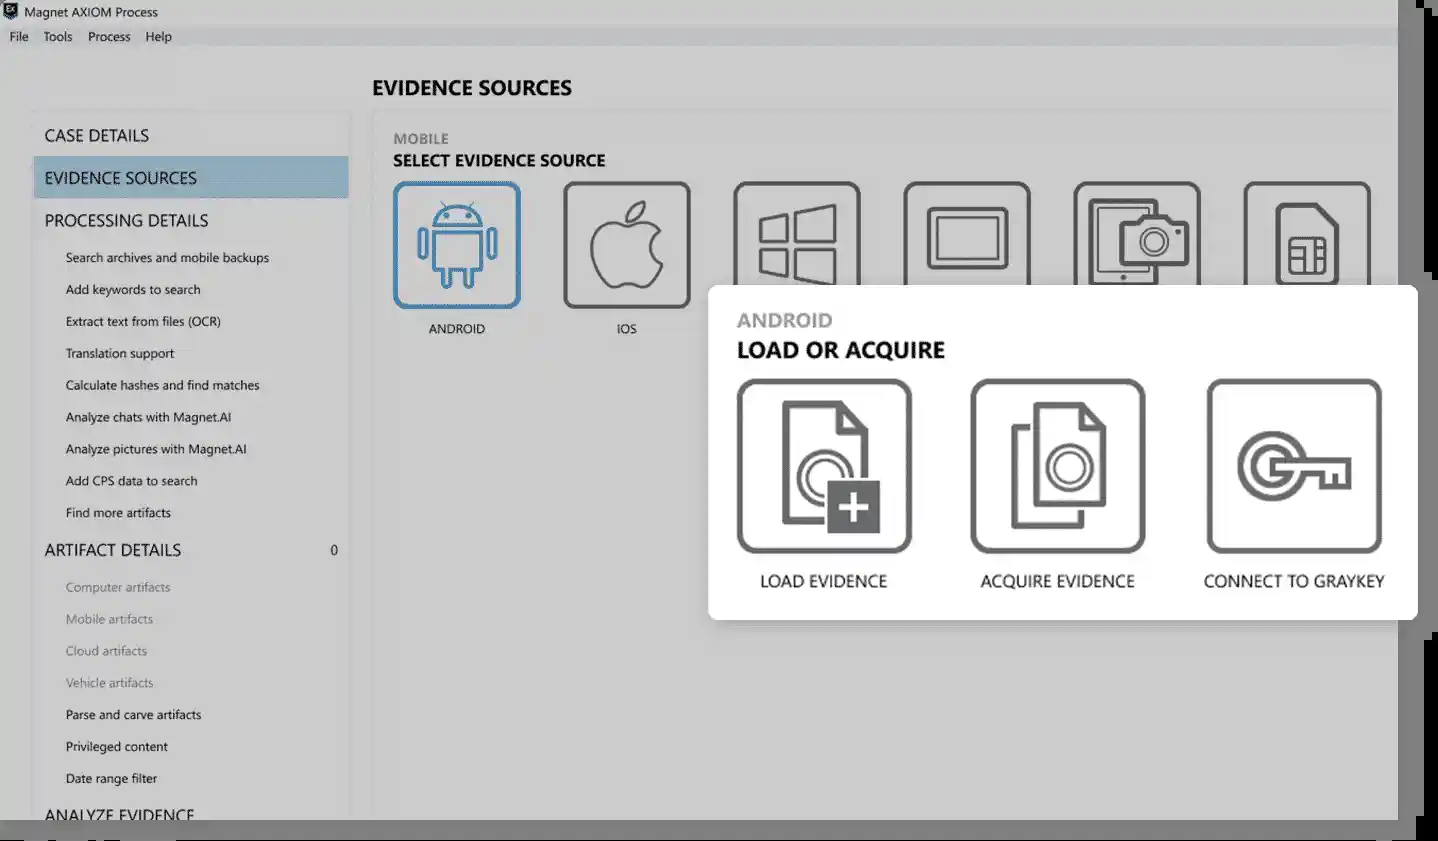 Magnet AXIOM Process
File Tools Process Help
EVIDENCE SOURCES
CASE DETAILS
EVIDENCE SOURCES
PROCESSING DETAILS
Search archives and mobile backups
Add keywords to search
Extract text from files (OCR)
Translation support
Calculate hashes and find matches
Analyze chats with Magnet.AI
Analyze pictures with Magnet.AI
Add CPS data to search
Find more artifacts
ARTIFACT DETAILS 0
Computer artifacts
Mobile artifacts
Cloud artifacts
Vehicle artifacts
Parse and carve artifacts
Privileged content
Date range filter
ANALYZE EVIDENCE
MOBILE
SELECT EVIDENCE SOURCE
ANDROID
iOS
ANDROID
LOAD OR ACQUIRE
LOAD EVIDENCE
ACQUIRE EVIDENCE
CONNECT TO GRAYKEY